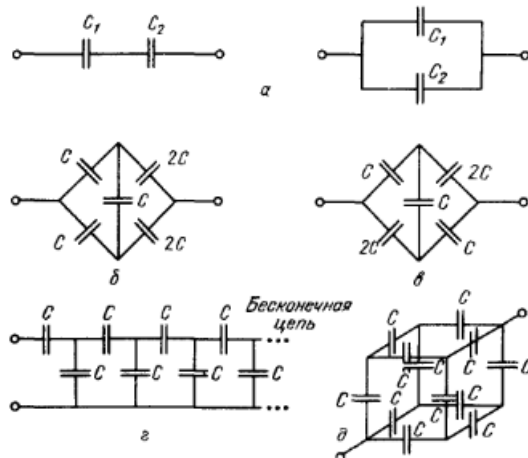 C₁ C₂ C₁
C₂
а
C 2C C 2C
C C
C 2C 2C C
б в
C C C C Бесконечная
цепь
C C C C ...
...
г
C C C
C C
C C C C
C C
C
д